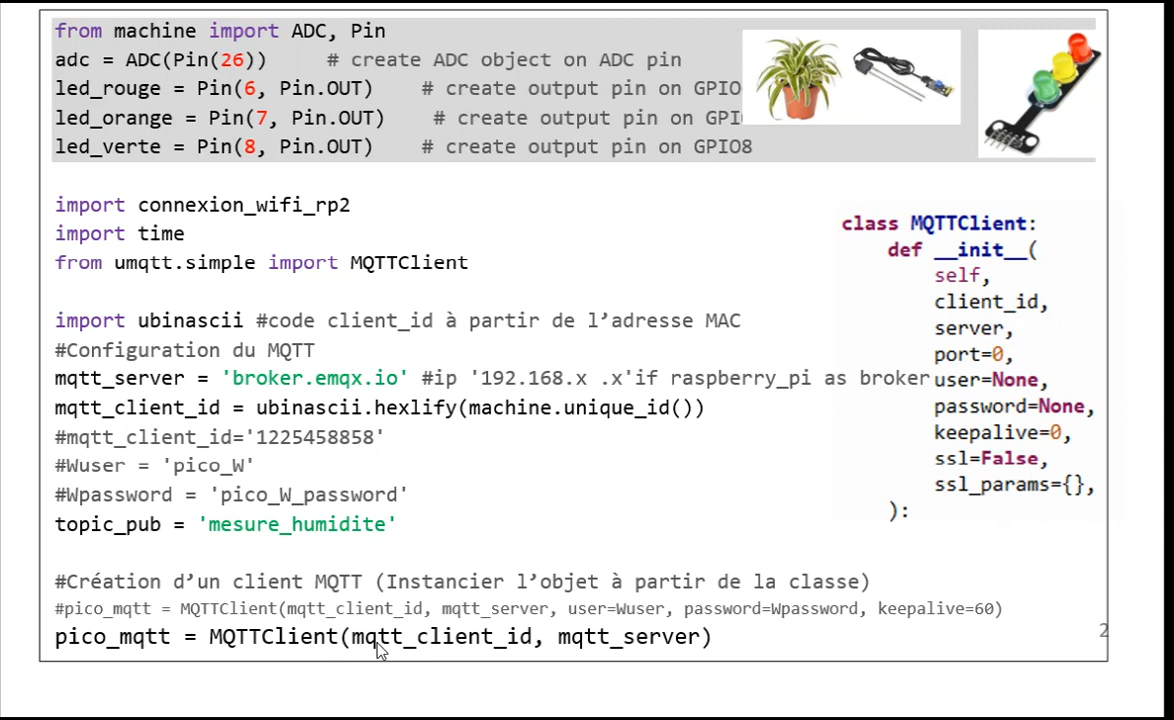 from machine import ADC, Pin
adc = ADC(Pin(26)) # create ADC object on ADC pin
led_rouge = Pin(6, Pin.OUT) # create output pin on GPIO
led_orange = Pin(7, Pin.OUT) # create output pin on GPI
led_verte = Pin(8, Pin.OUT) # create output pin on GPIO8
import connexion_wifi_rp2
import time
from umqtt.simple import MQTTClient
import ubinascii #code client_id à partir de l’adresse MAC
#Configuration du MQTT
mqtt_server = 'broker.emqx.io' #ip '192.168.x .x'if raspberry_pi as broker
mqtt_client_id = ubinascii.hexlify(machine.unique_id())
#mqtt_client_id='1225458858'
#Wuser = 'pico_W'
#Wpassword = 'pico_W_password'
topic_pub = 'mesure_humidite'
#Création d’un client MQTT (Instancier l’objet à partir de la classe)
#pico_mqtt = MQTTClient(mqtt_client_id, mqtt_server, user=Wuser, password=Wpassword, keepalive=60)
pico_mqtt = MQTTClient(mqtt_client_id, mqtt_server)
class MQTTClient:
def __init__(
self,
client_id,
server,
port=0,
user=None,
password=None,
keepalive=0,
ssl=False,
ssl_params={},
):
2